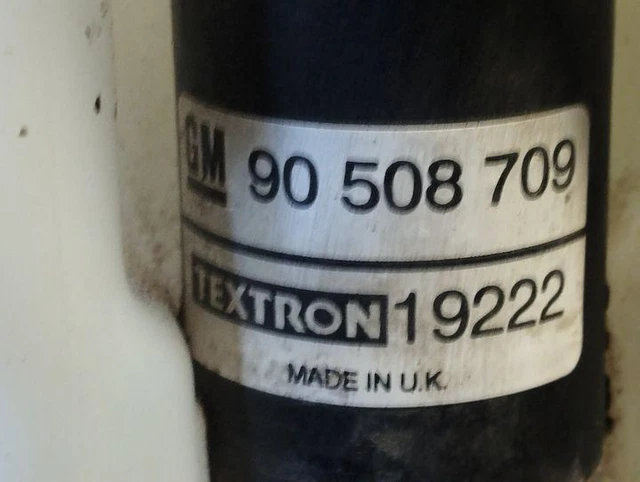 GM 90 508 709
TEXTRON 19222
MADE IN U.K.